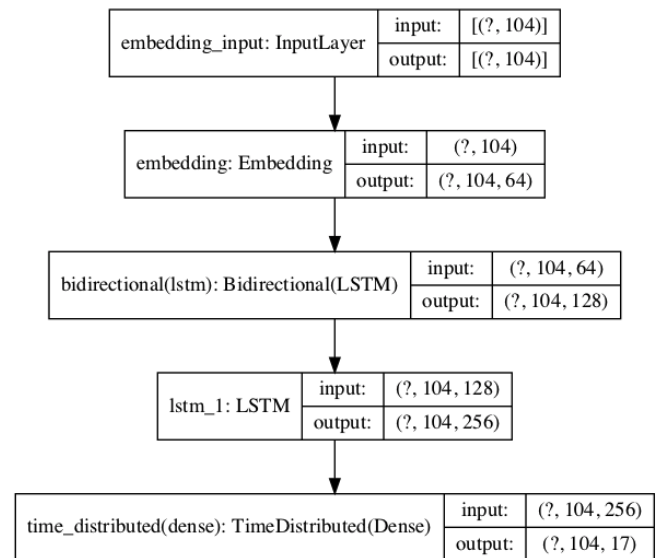 embedding_input: InputLayer
input:
[(?, 104)]
output:
[(?, 104)]
embedding: Embedding
input:
(?, 104)
output:
(?, 104, 64)
bidirectional(lstm): Bidirectional(LSTM)
input:
(?, 104, 64)
output:
(?, 104, 128)
lstm_1: LSTM
input:
(?, 104, 128)
output:
(?, 104, 256)
time_distributed(dense): TimeDistributed(Dense)
input:
(?, 104, 256)
output:
(?, 104, 17)